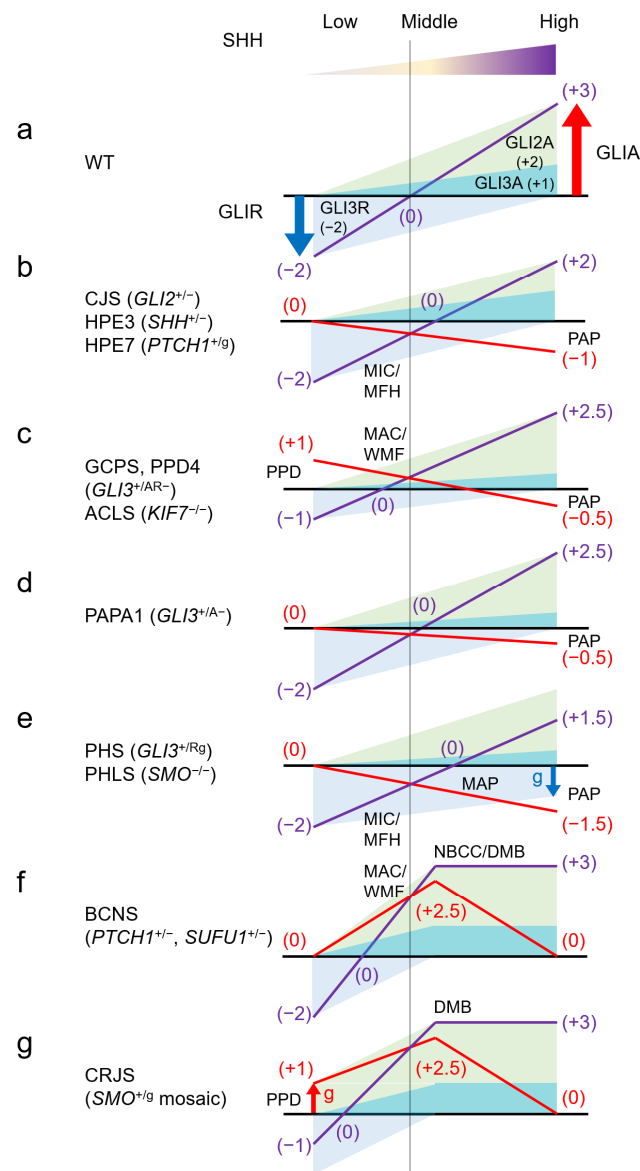 SHH
Low
Middle
High
a
WT
(+3)
GLI2A
(+2)
GLI3A (+1)
GLIA
GLIR
GLI3R
(−2)
(0)
(−2)
b
CJS (GLI2+/−)
HPE3 (SHH+/−)
HPE7 (PTCH1+/g)
(0)
(0)
(+2)
PAP
(−1)
(−2)
MIC/
MFH
c
GCPS, PPD4
(GLI3+/AR−)
ACLS (KIF7−/−)
(+1)
PPD
MAC/
WMF
(+2.5)
(−1)
(0)
PAP
(−0.5)
d
PAPA1 (GLI3+/A−)
(0)
(0)
(+2.5)
PAP
(−0.5)
(−2)
e
PHS (GLI3+/Rg)
PHLS (SMO−/−)
(0)
(0)
(+1.5)
g
MAP
PAP
(−1.5)
(−2)
MIC/
MFH
f
BCNS
(PTCH1+/−, SUFU1+/−)
MAC/
WMF
NBCC/DMB
(+3)
(0)
(+2.5)
(0)
(0)
(−2)
g
CRJS
(SMO+/g mosaic)
DMB
(+3)
(+1)
PPD
g
(+2.5)
(0)
(0)
(−1)